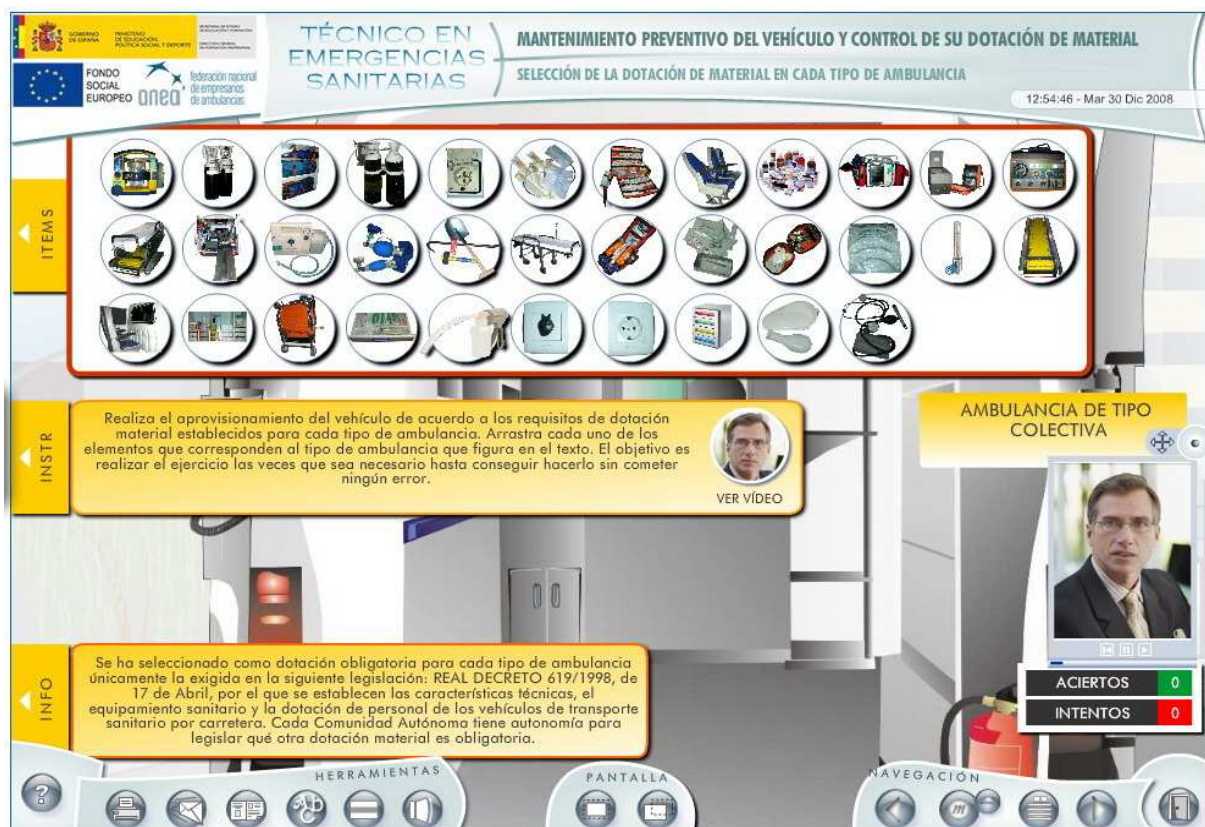 GOBIERNO
DE ESPAÑA
MINISTERIO
DE EDUCACIÓN,
POLÍTICA SOCIAL Y DEPORTE
FONDO
SOCIAL
EUROPEO
anea
federación nacional
de empresarios
de ambulancias
TÉCNICO EN
EMERGENCIAS
SANITARIAS
MANTENIMIENTO PREVENTIVO DEL VEHÍCULO Y CONTROL DE SU DOTACIÓN DE MATERIAL
SELECCIÓN DE LA DOTACIÓN DE MATERIAL EN CADA TIPO DE AMBULANCIA
12:54:46 - Mar 30 Dic 2008
ITEMS
INSTR
Realiza el aprovisionamiento del vehículo de acuerdo a los requisitos de dotación
material establecidos para cada tipo de ambulancia. Arrastra cada uno de los
elementos que corresponden al tipo de ambulancia que figura en el texto. El objetivo es
realizar el ejercicio las veces que sea necesario hasta conseguir hacerlo sin cometer
ningún error.
VER VÍDEO
AMBULANCIA DE TIPO
COLECTIVA
INFO
Se ha seleccionado como dotación obligatoria para cada tipo de ambulancia
únicamente la exigida en la siguiente legislación: REAL DECRETO 619/1998, de
17 de Abril, por el que se establecen las características técnicas, el
equipamiento sanitario y la dotación de personal de los vehículos de transporte
sanitario por carretera. Cada Comunidad Autónoma tiene autonomía para
legislar qué otra dotación material es obligatoria.
ACIERTOS 0
INTENTOS 0
HERRAMIENTAS
PANTALLA
NAVEGACIÓN
?
m